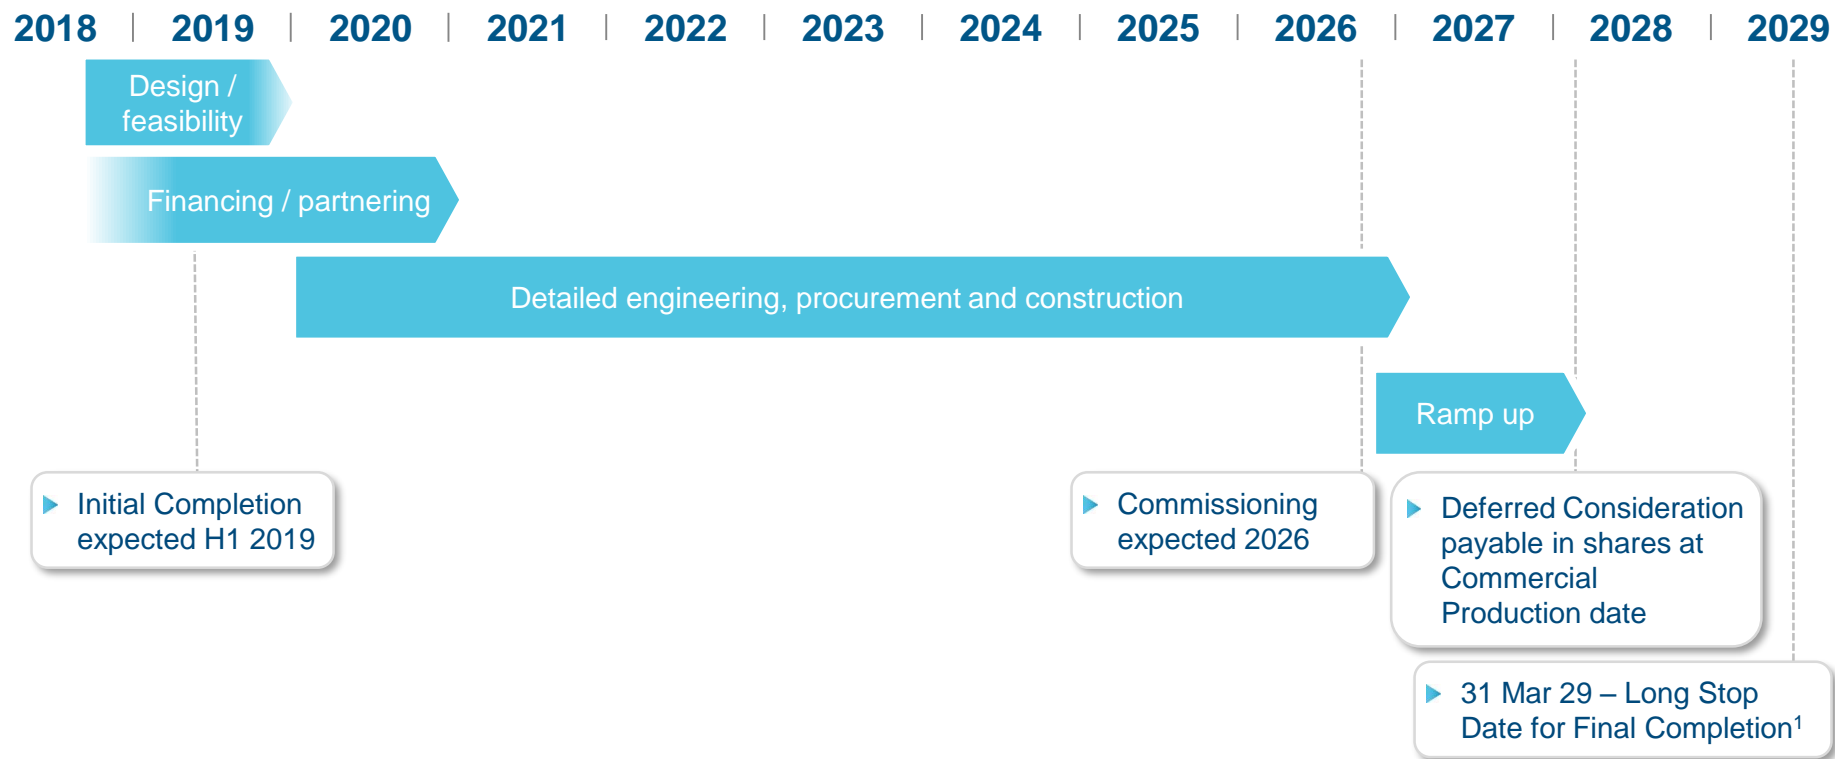 2018 | 2019 | 2020 | 2021 | 2022 | 2023 | 2024 | 2025 | 2026 | 2027 | 2028 | 2029
Design /
feasibility
Financing / partnering
Detailed engineering, procurement and construction
Ramp up
Initial Completion
expected H1 2019
Commissioning
expected 2026
Deferred Consideration
payable in shares at
Commercial
Production date
31 Mar 29 – Long Stop
Date for Final Completion¹